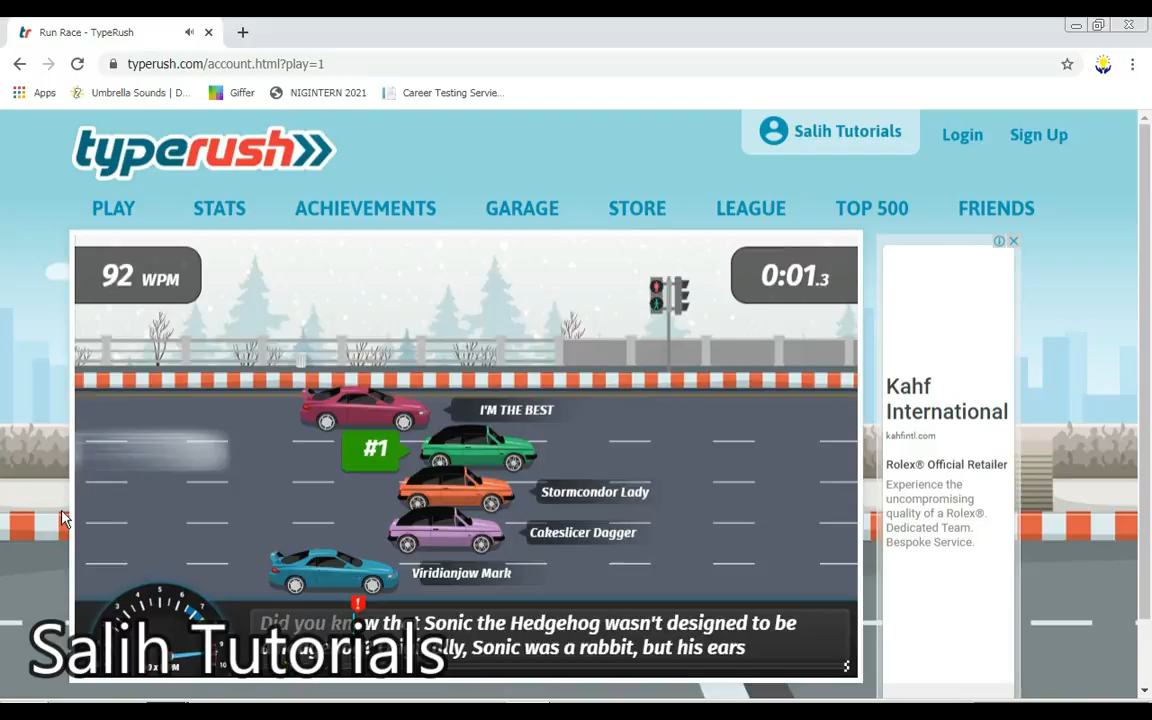 Run Race - TypeRush
typerush.com/account.html?play=1
Apps Umbrella Sounds | D... Giffer NIGINTERN 2021 Career Testing Servie...
typerush
Salih Tutorials Login Sign Up
PLAY STATS ACHIEVEMENTS GARAGE STORE LEAGUE TOP 500 FRIENDS
92 WPM
0:01.3
I'M THE BEST
#1
Stormcondor Lady
Cakeslicer Dagger
Viridianjaw Mark
Did you know that Sonic the Hedgehog wasn't designed to be
Sonic was a rabbit, but his ears
Salih Tutorials
Kahf
International
kahfintl.com
Rolex® Official Retailer
Experience the
uncompromising
quality of a Rolex®.
Dedicated Team.
Bespoke Service.